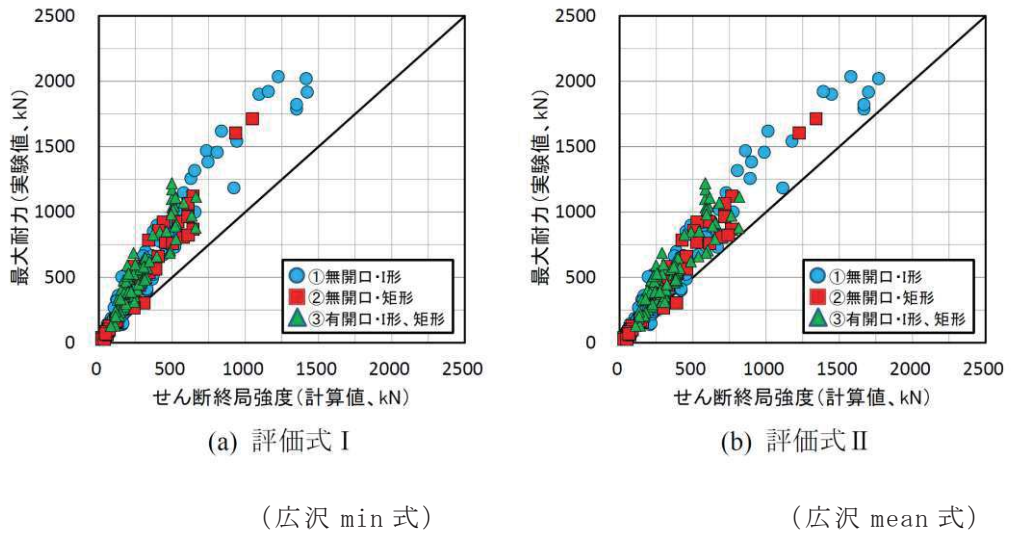 最大耐力(実験値、kN)
2500
2000
1500
1000
500
0
①無開口・I形
②無開口・矩形
③有開口・I形、矩形
0 500 1000 1500 2000 2500
せん断終局強度(計算値、kN)
(a) 評価式Ⅰ
(広沢 min 式)
最大耐力(実験値、kN)
2500
2000
1500
1000
500
0
①無開口・I形
②無開口・矩形
③有開口・I形、矩形
0 500 1000 1500 2000 2500
せん断終局強度(計算値、kN)
(b) 評価式Ⅱ
(広沢 mean 式)